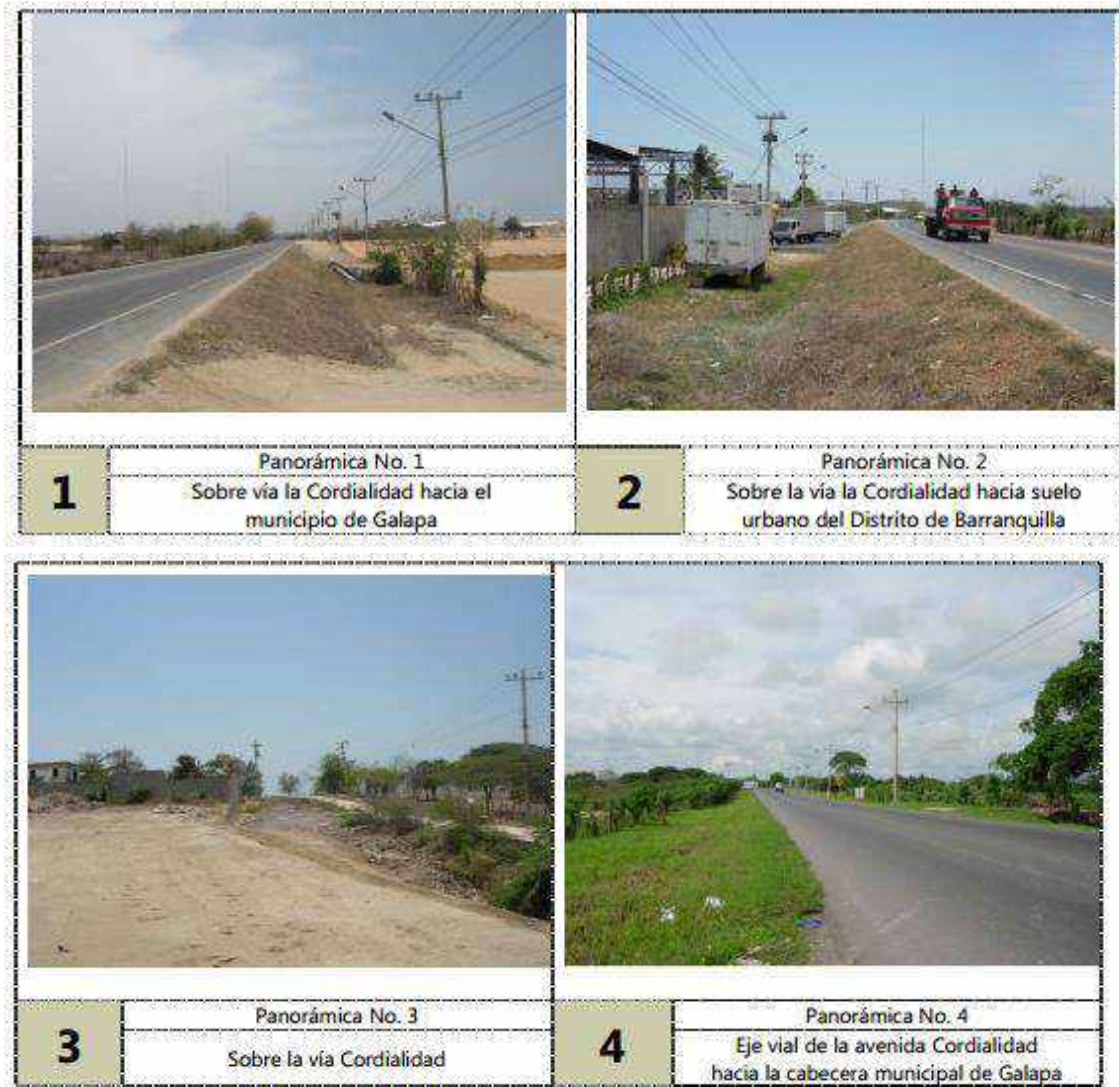 1
Panorámica No. 1
Sobre vía la Cordialidad hacia el
municipio de Galapa
2
Panorámica No. 2
Sobre la vía la Cordialidad hacia suelo
urbano del Distrito de Barranquilla
3
Panorámica No. 3
Sobre la vía Cordialidad
4
Panorámica No. 4
Eje vial de la avenida Cordialidad
hacia la cabecera municipal de Galapa